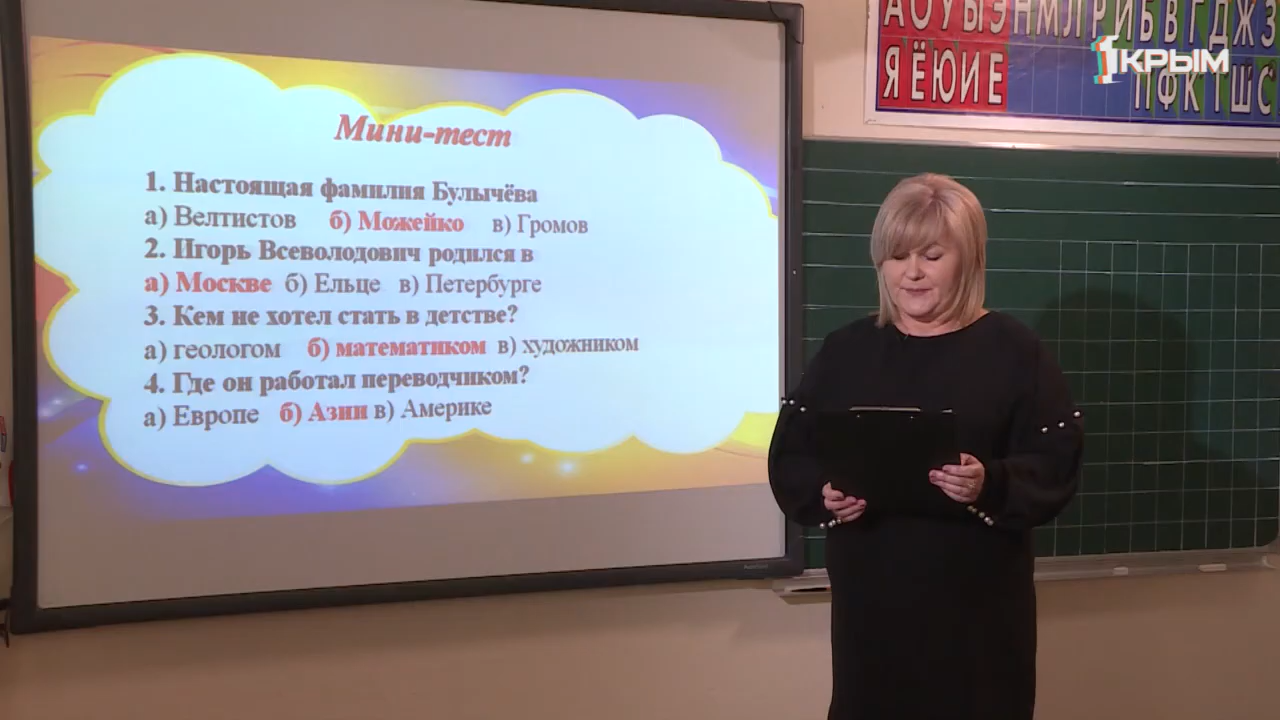 Мини-тест
1. Настоящая фамилия Булычёва
а) Велтистов б) Можейко в) Громов
2. Игорь Всеволодович родился в
а) Москве б) Ельце в) Петербурге
3. Кем не хотел стать в детстве?
а) геологом б) математиком в) художником
4. Где он работал переводчиком?
а) Европе б) Азии в) Америке
А О У Ы Э Н М Л Р Й Б В Г Д Ж З
Я Ё Ю И Е П Ф К Т Ш С
1КРЫМ